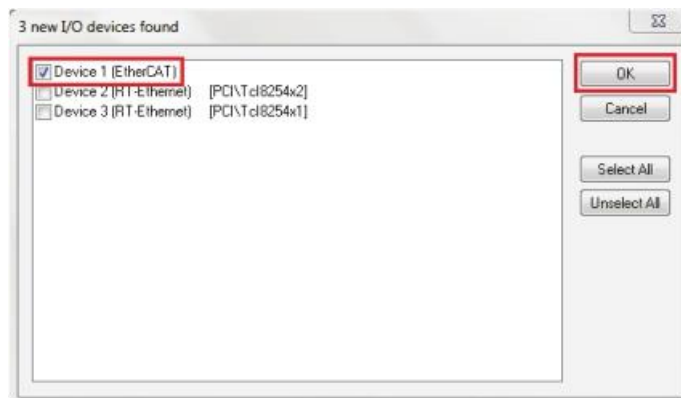 3 new I/O devices found
Device 1 (EtherCAT)
Device 2 (RT-Ethernet) [PCI\TcI8254x2]
Device 3 (RT-Ethernet) [PCI\TcI8254x1]
OK
Cancel
Select All
Unselect All